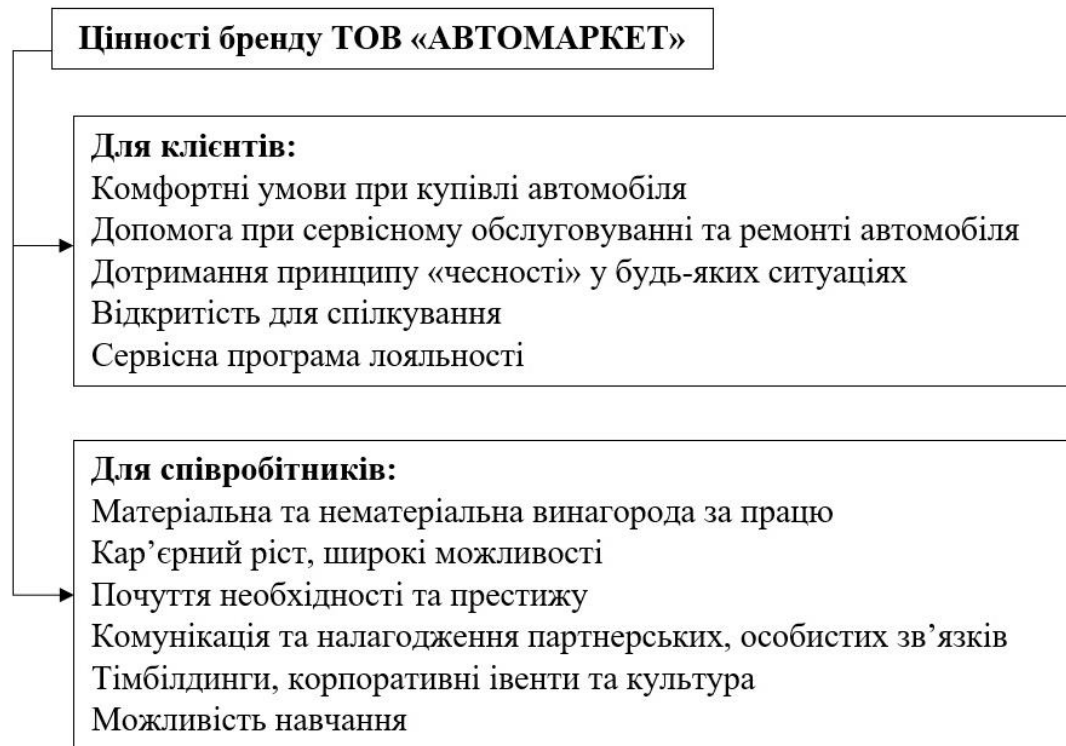 Цінності бренду ТОВ «АВТОМАРКЕТ»
Для клієнтів:
Комфортні умови при купівлі автомобіля
Допомога при сервісному обслуговуванні та ремонті автомобіля
Дотримання принципу «чесності» у будь-яких ситуаціях
Відкритість для спілкування
Сервісна програма лояльності
Для співробітників:
Матеріальна та нематеріальна винагорода за працю
Кар’єрний ріст, широкі можливості
Почуття необхідності та престижу
Комунікація та налагодження партнерських, особистих зв’язків
Тімбілдинги, корпоративні івенти та культура
Можливість навчання